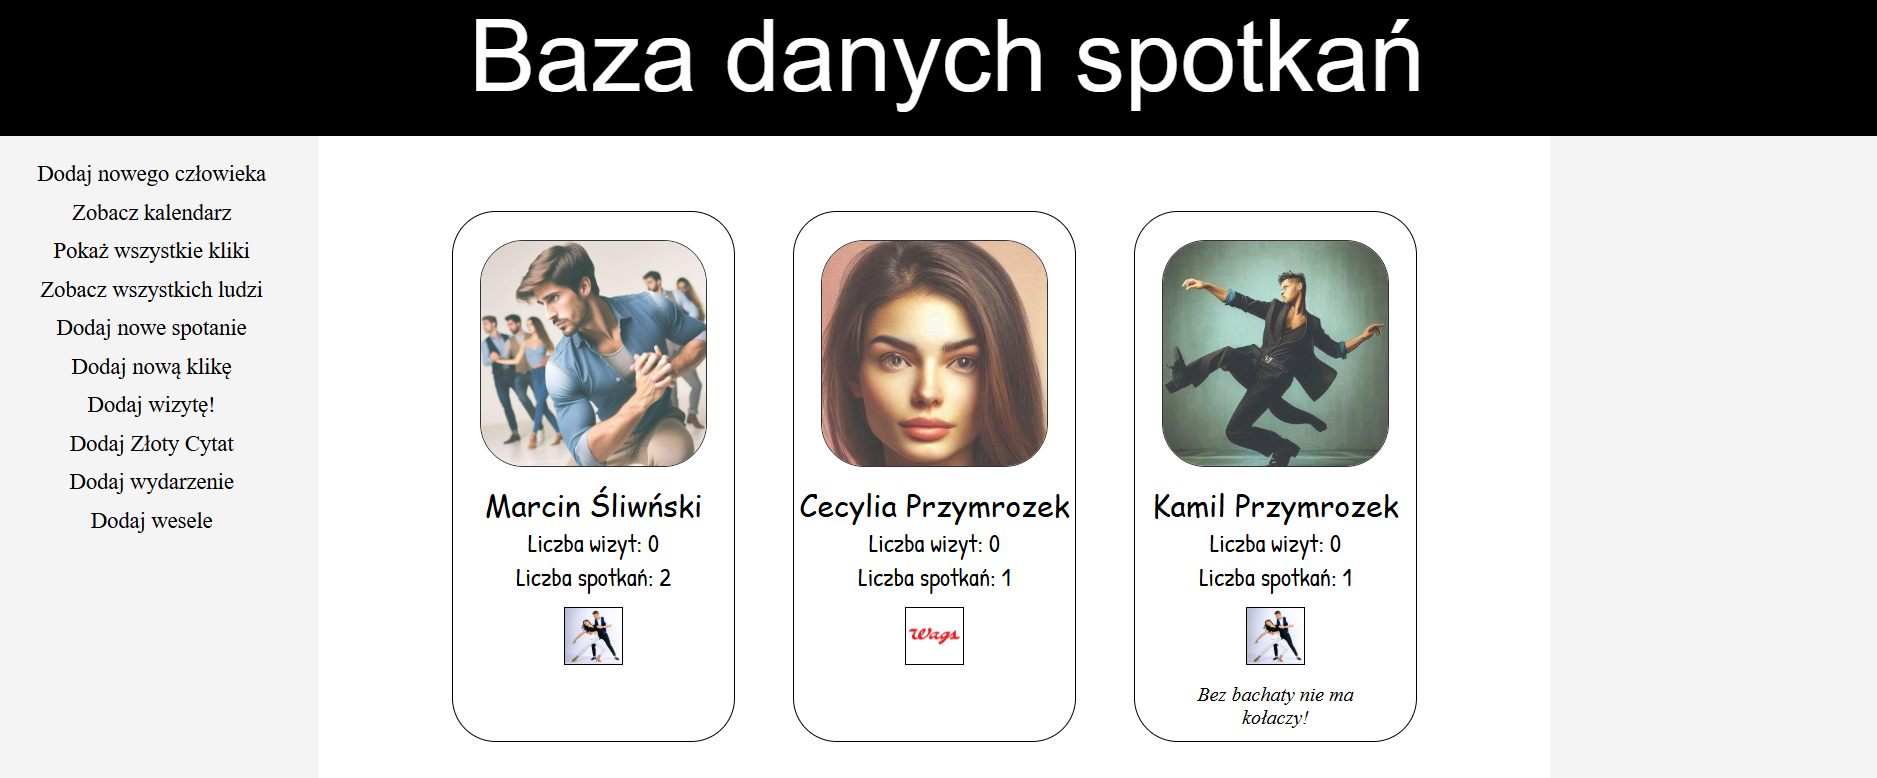 Baza danych spotkań
Dodaj nowego człowieka
Zobacz kalendarz
Pokaż wszystkie kliki
Zobacz wszystkich ludzi
Dodaj nowe spotanie
Dodaj nową klikę
Dodaj wizytę!
Dodaj Złoty Cytat
Dodaj wydarzenie
Dodaj wesele
Marcin Śliwński
Liczba wizyt: 0
Liczba spotkań: 2
Cecylia Przymrozek
Liczba wizyt: 0
Liczba spotkań: 1
Wags
Kamil Przymrozek
Liczba wizyt: 0
Liczba spotkań: 1
Bez bachaty nie ma
kołaczy!